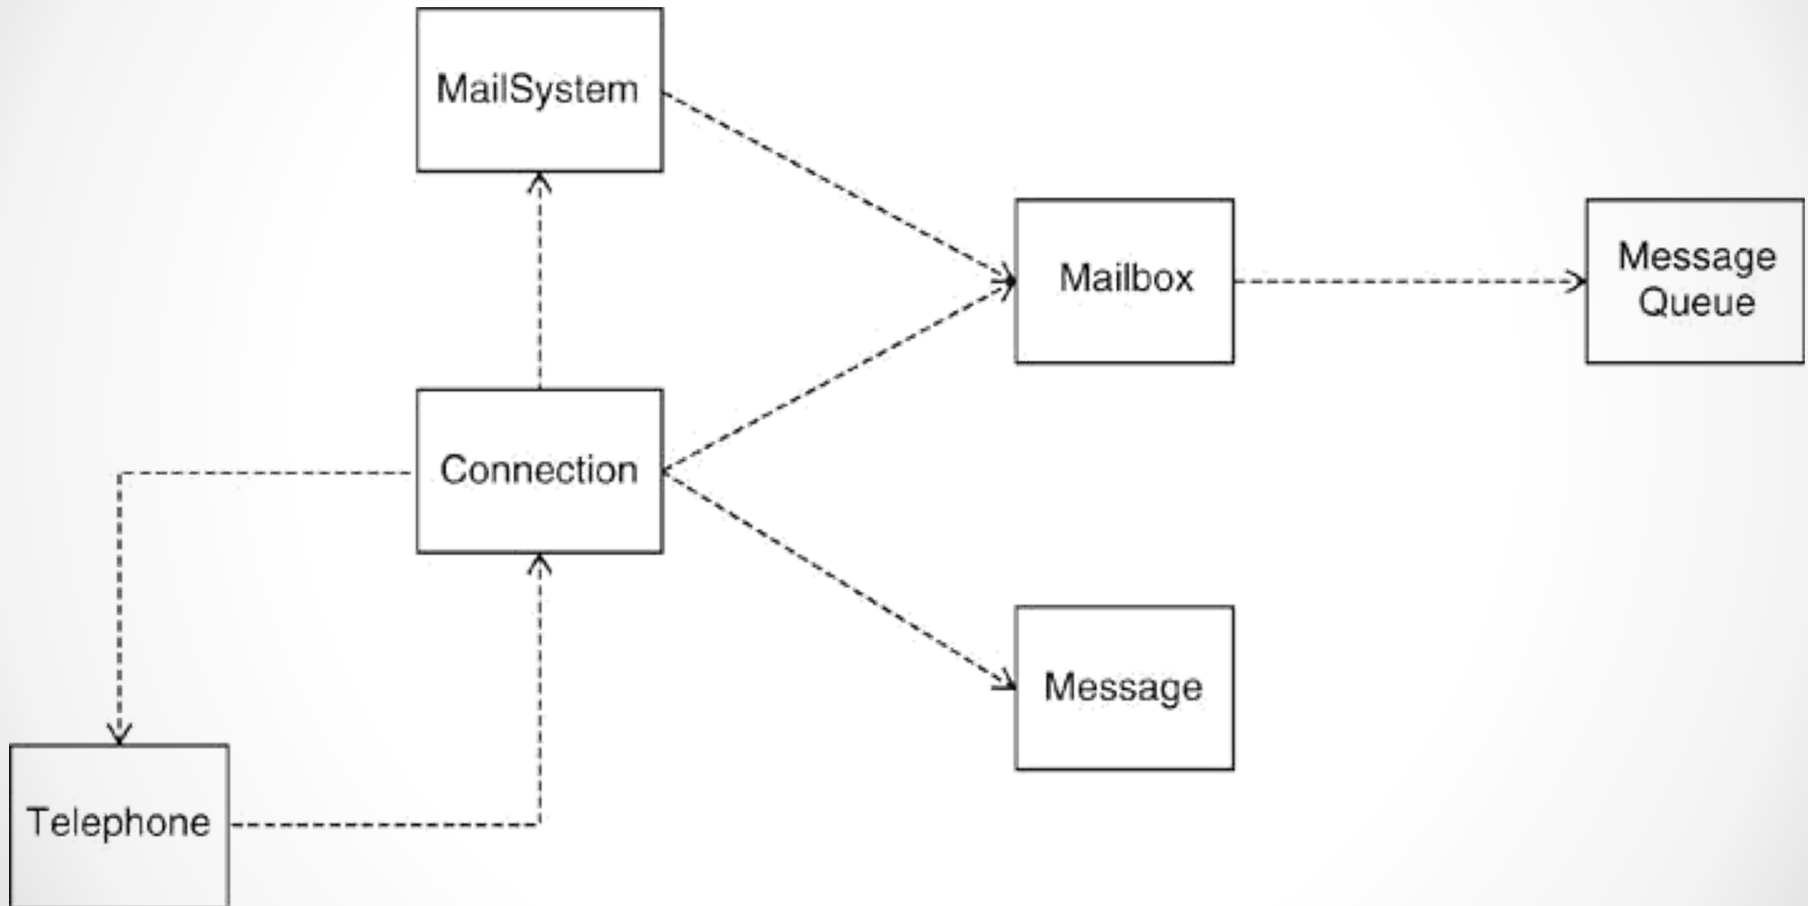 MailSystem
Mailbox
Message
Queue
Connection
Message
Telephone